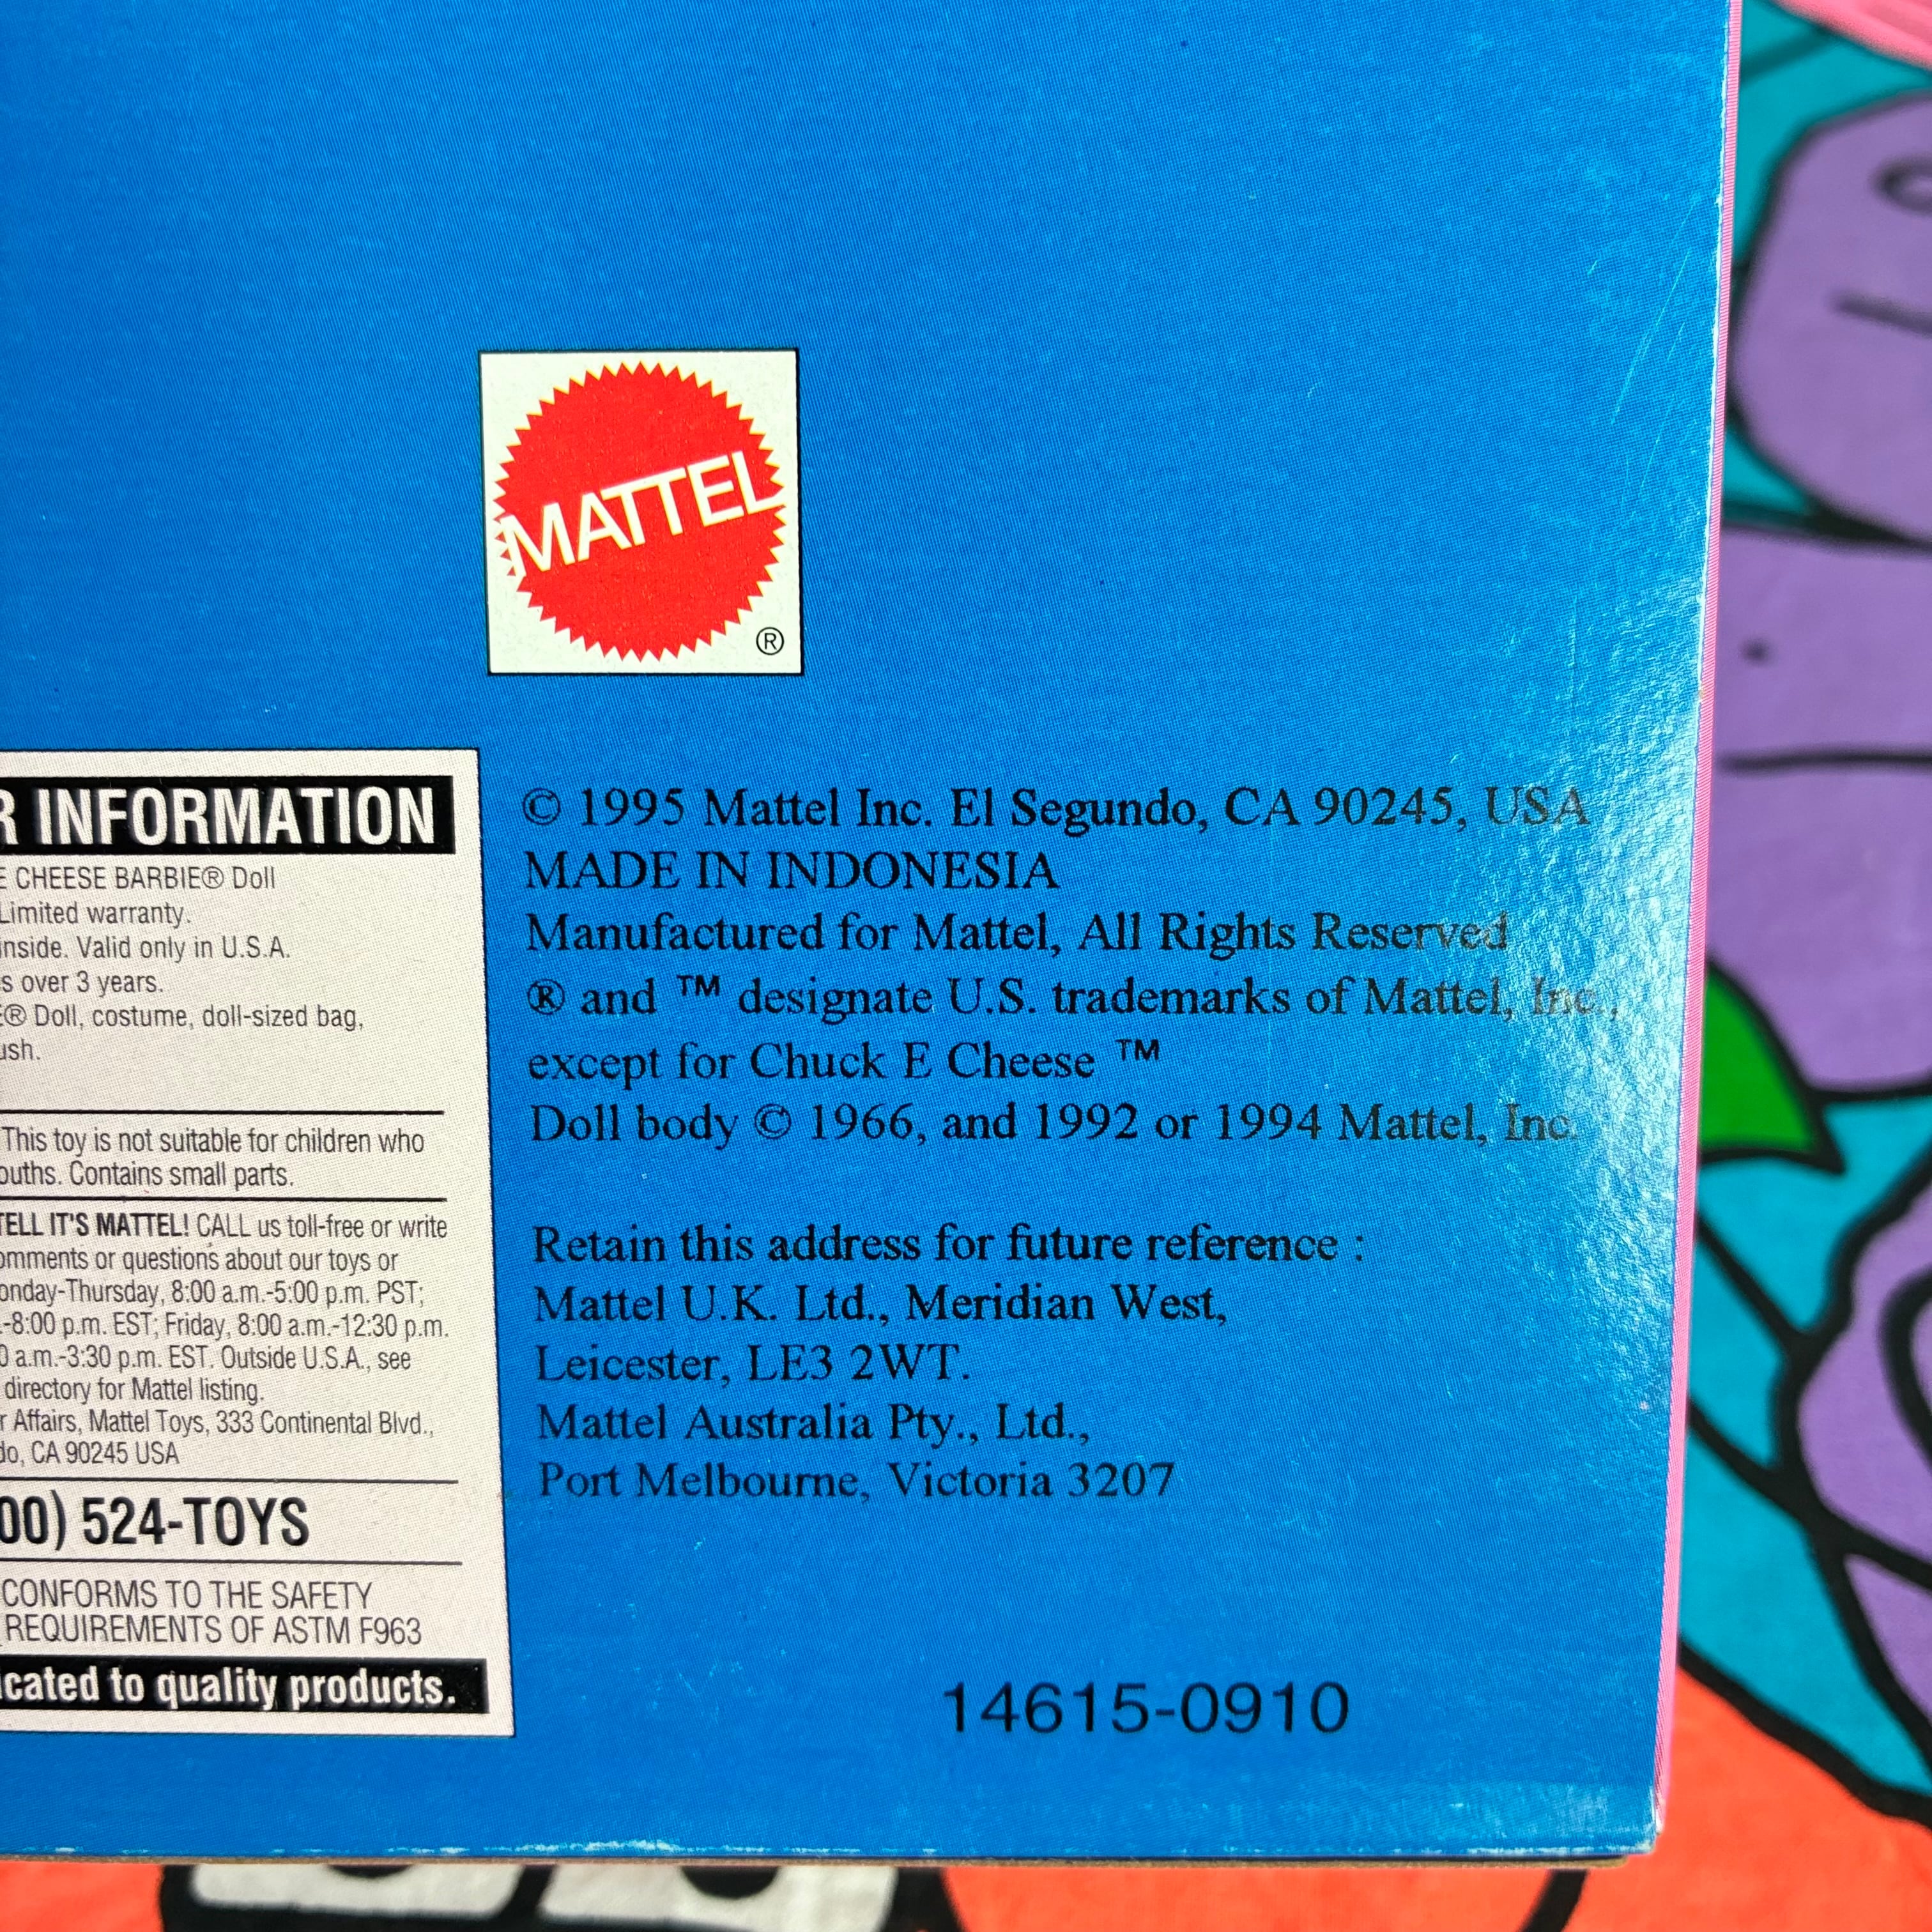 MATTEL
®
R INFORMATION
E CHEESE BARBIE® Doll
Limited warranty.
inside. Valid only in U.S.A.
s over 3 years.
E® Doll, costume, doll-sized bag,
ush.
This toy is not suitable for children who
ouths. Contains small parts.
TELL IT'S MATTEL! CALL us toll-free or write
omments or questions about our toys or
onday-Thursday, 8:00 a.m.-5:00 p.m. PST;
.-8:00 p.m. EST; Friday, 8:00 a.m.-12:30 p.m.
0 a.m.-3:30 p.m. EST. Outside U.S.A., see
directory for Mattel listing.
r Affairs, Mattel Toys, 333 Continental Blvd.,
do, CA 90245 USA
00) 524-TOYS
CONFORMS TO THE SAFETY
REQUIREMENTS OF ASTM F963
icated to quality products.
© 1995 Mattel Inc. El Segundo, CA 90245, USA
MADE IN INDONESIA
Manufactured for Mattel, All Rights Reserved
® and ™ designate U.S. trademarks of Mattel, Inc.,
except for Chuck E Cheese ™
Doll body © 1966, and 1992 or 1994 Mattel, Inc.
Retain this address for future reference :
Mattel U.K. Ltd., Meridian West,
Leicester, LE3 2WT.
Mattel Australia Pty., Ltd.,
Port Melbourne, Victoria 3207
14615-0910